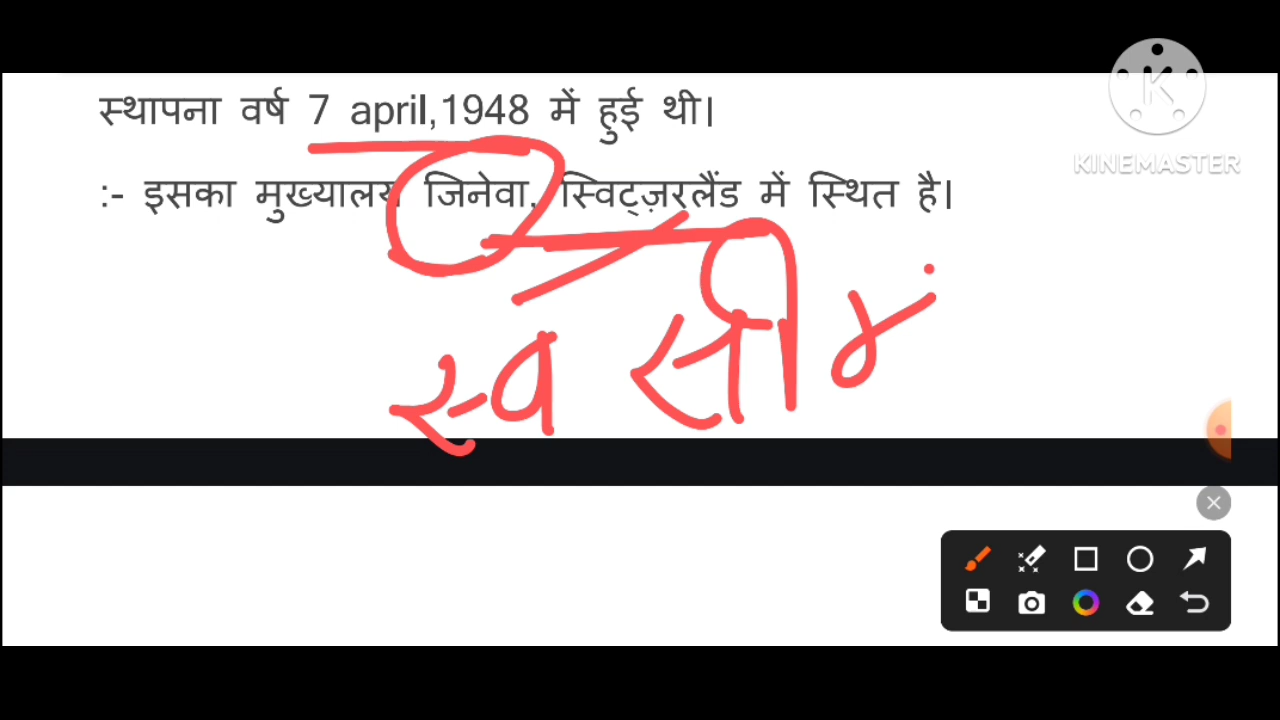 स्थापना वर्ष 7 april,1948 में हुई थी।
KINEMASTER
:- इसका मुख्यालय जिनेवा, स्विट्ज़रलैंड में स्थित है।
स्व